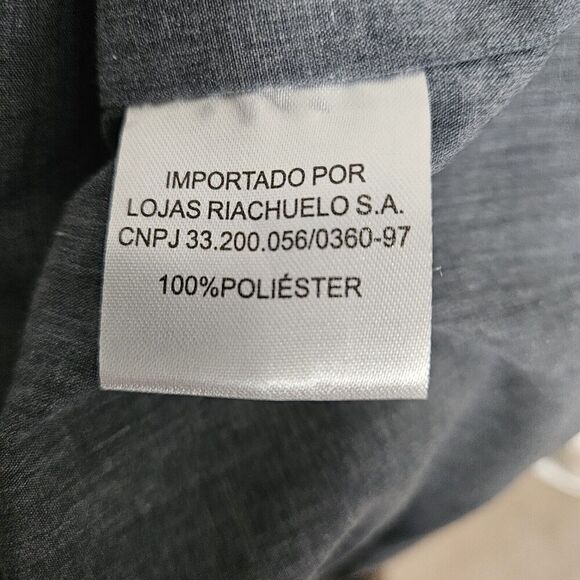 IMPORTADO POR
LOJAS RIACHUELO S.A.
CNPJ 33.200.056/0360-97
100%POLIÉSTER